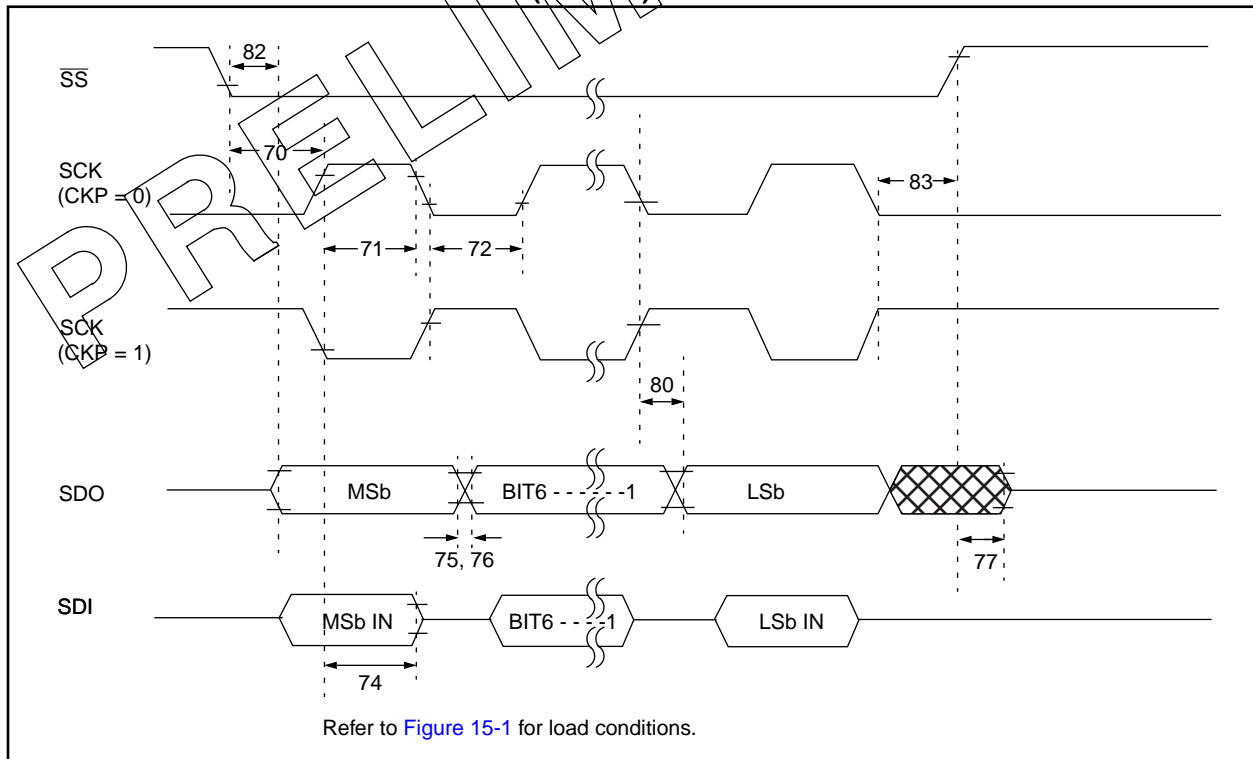 PRELIM
82
SS
70
SCK
(CKP = 0)
83
71
72
SCK
(CKP = 1)
80
SDO
MSb
BIT6 - - - - - -1
LSb
75, 76
77
SDI
MSb IN
BIT6 - - - -1
LSb IN
74
Refer to Figure 15-1 for load conditions.